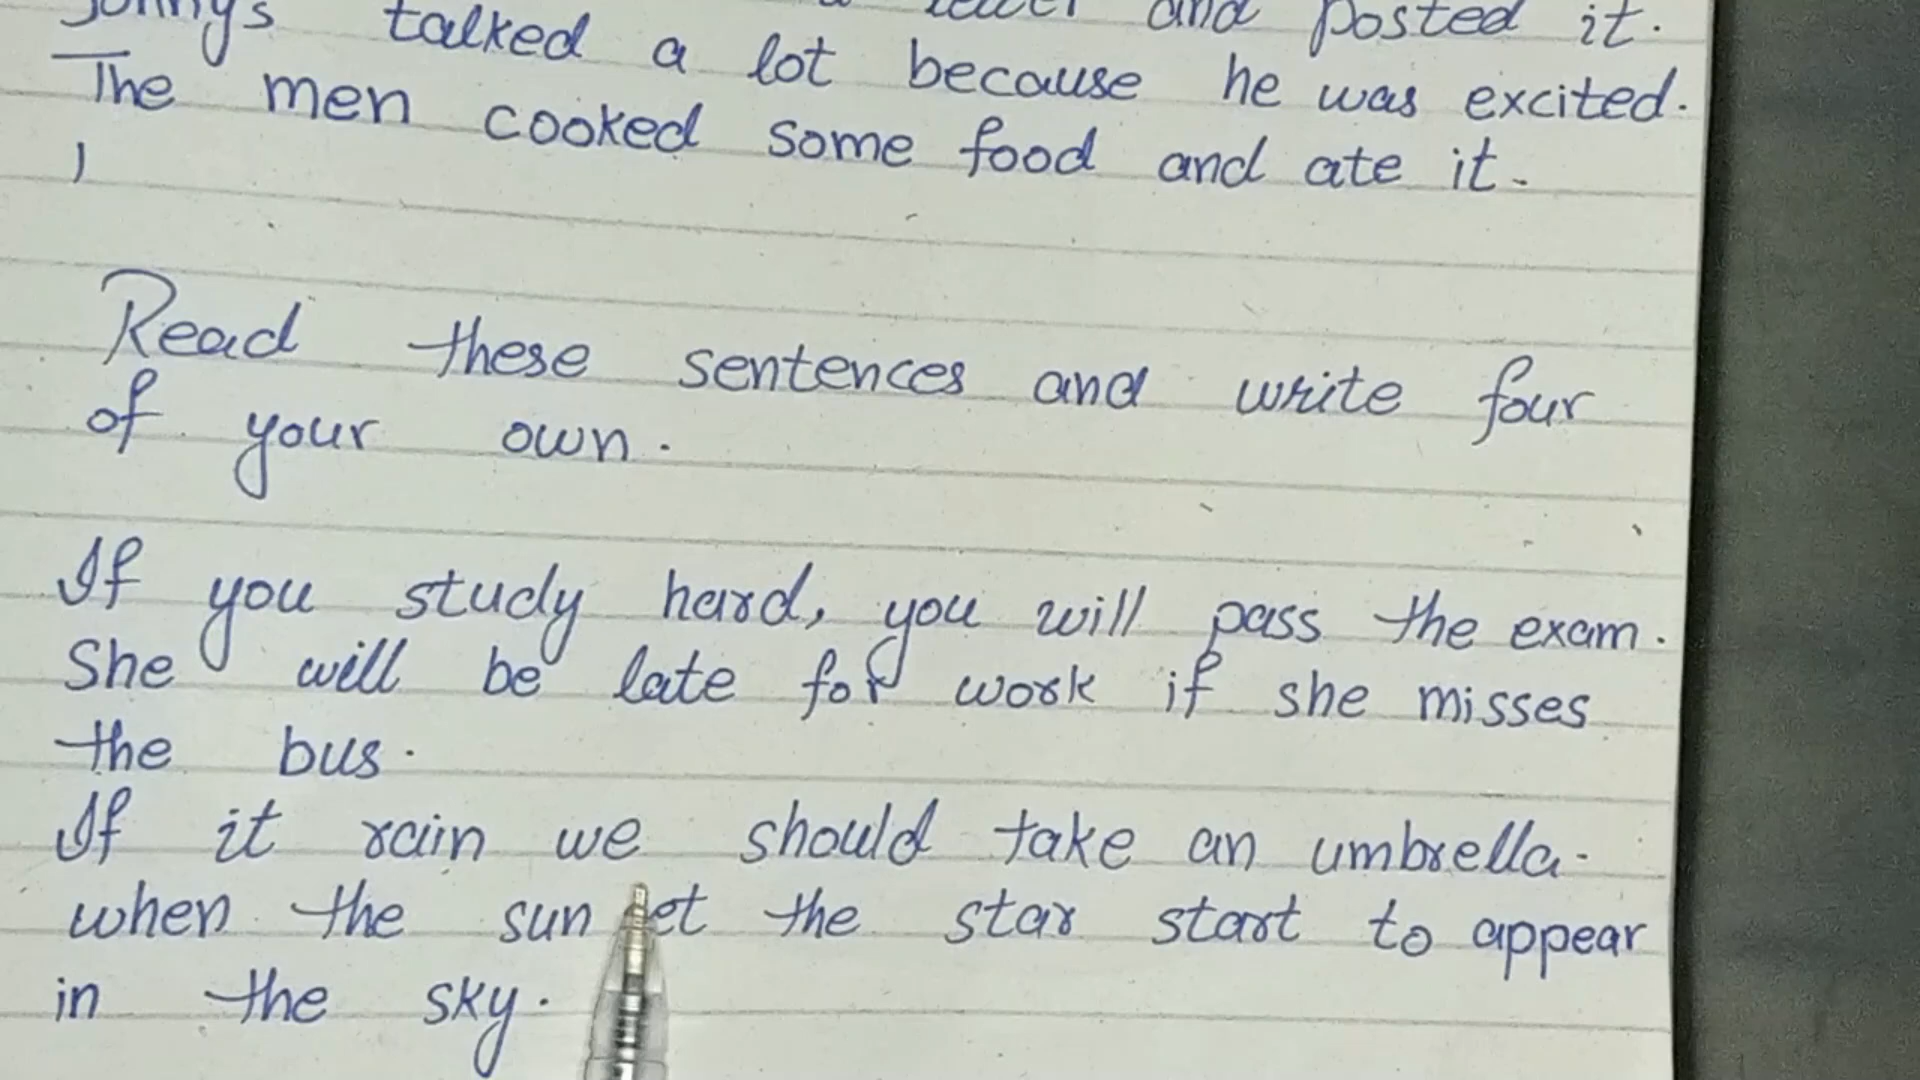 and posted it.
talked a lot because he was excited.
The men cooked some food and ate it.
Read these sentences and write four
of your own.
If you study hard, you will pass the exam.
She will be late for work if she misses
the bus.
If it rain we should take an umbrella.
when the sun the star start to appear
in the sky.